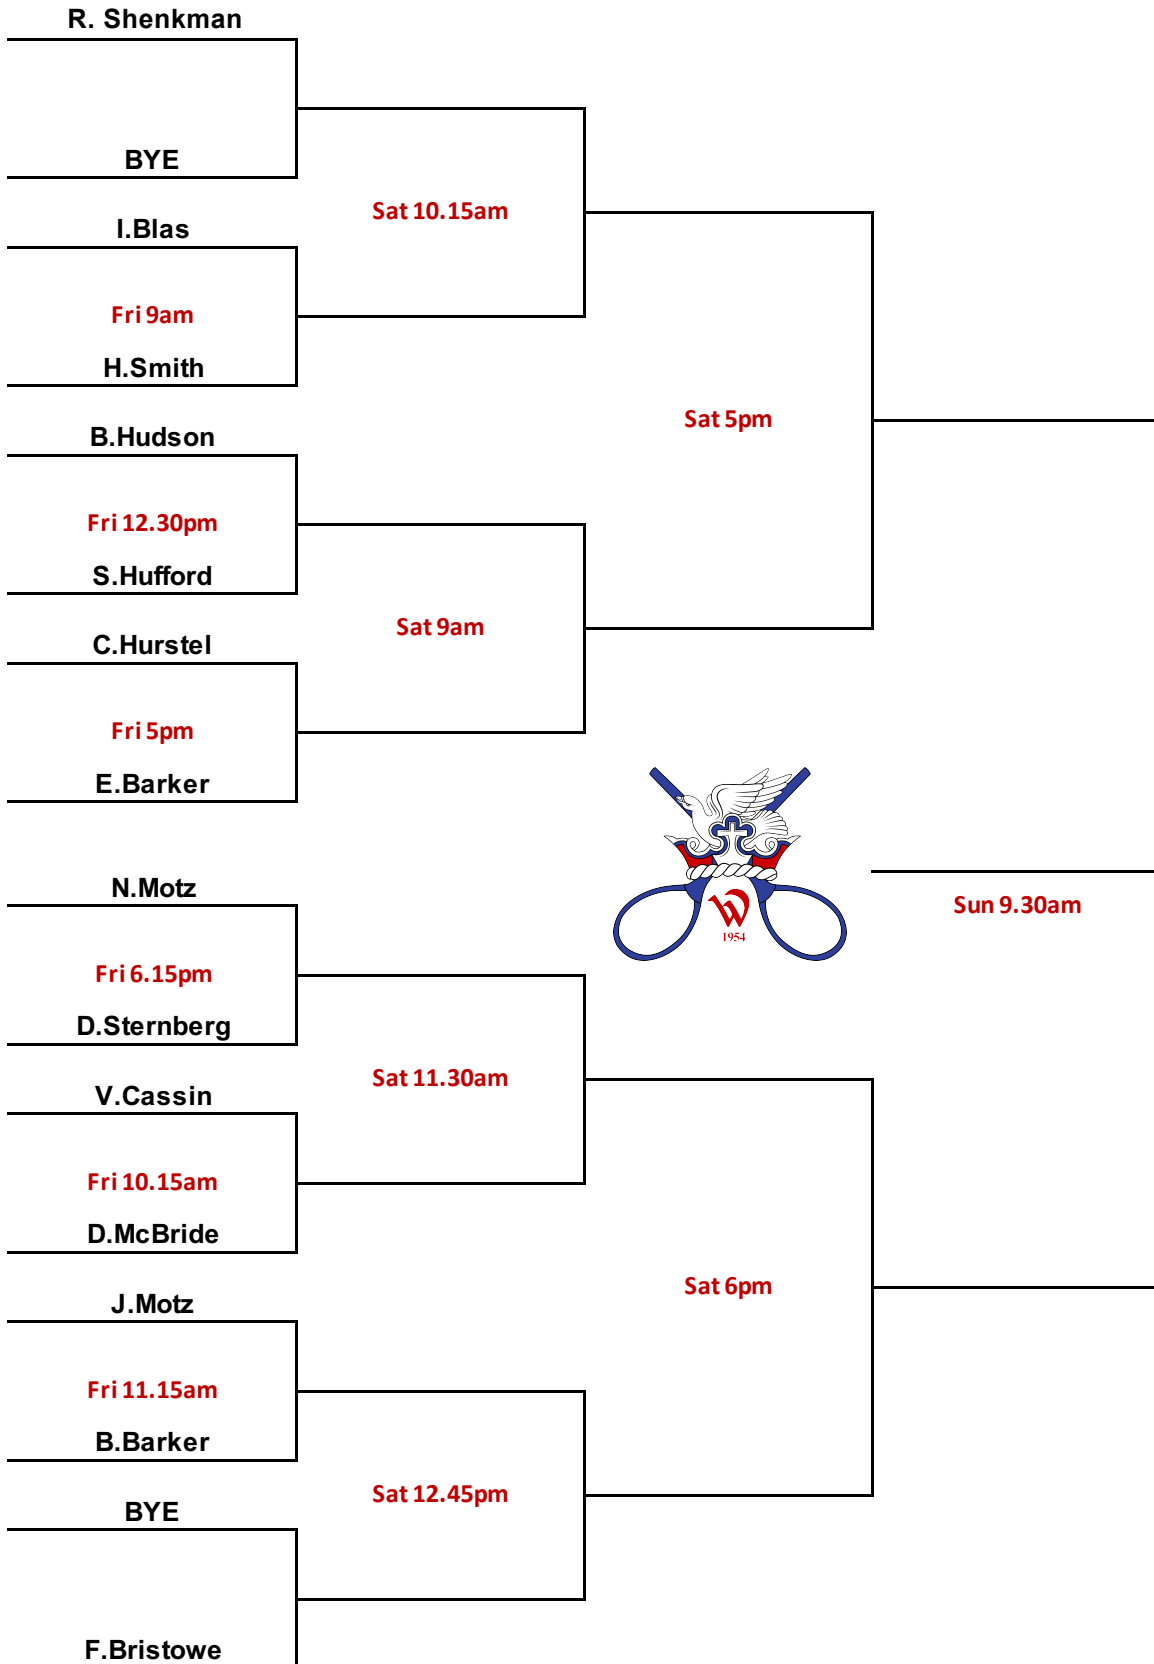 R. Shenkman
BYE
Sat 10.15am
I.Blas
Fri 9am
H.Smith
Sat 5pm
B.Hudson
Fri 12.30pm
S.Hufford
Sat 9am
C.Hurstel
Fri 5pm
E.Barker
N.Motz
Sun 9.30am
W
1954
Fri 6.15pm
D.Sternberg
Sat 11.30am
V.Cassin
Fri 10.15am
D.McBride
Sat 6pm
J.Motz
Fri 11.15am
B.Barker
Sat 12.45pm
BYE
F.Bristowe